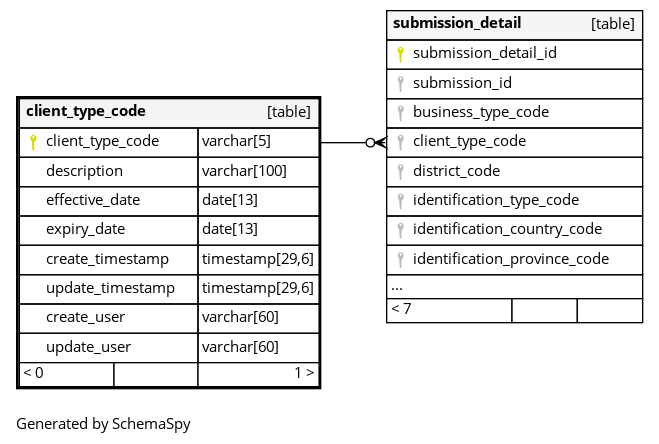 submission_detail [table]
submission_detail_id
submission_id
business_type_code
client_type_code
district_code
identification_type_code
identification_country_code
identification_province_code
...
< 7
client_type_code [table]
client_type_code varchar[5]
description varchar[100]
effective_date date[13]
expiry_date date[13]
create_timestamp timestamp[29,6]
update_timestamp timestamp[29,6]
create_user varchar[60]
update_user varchar[60]
< 0 1 >
Generated by SchemaSpy